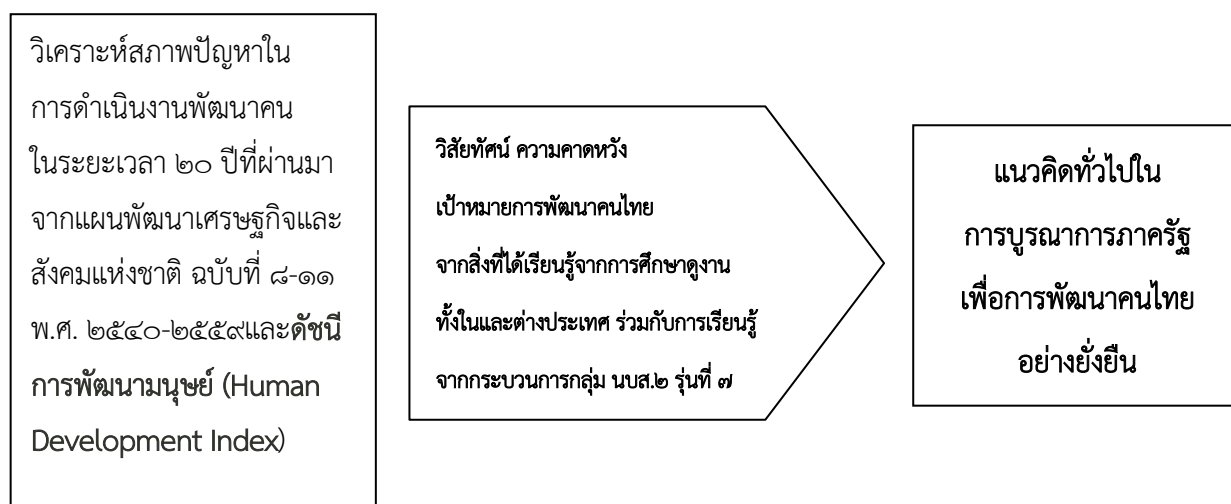 วิเคราะห์สภาพปัญหาใน
การดำเนินงานพัฒนาคน
ในระยะเวลา ๒๐ ปีที่ผ่านมา
จากแผนพัฒนาเศรษฐกิจและ
สังคมแห่งชาติ ฉบับที่ ๘-๑๑
พ.ศ. ๒๕๔๐-๒๕๕๙และดัชนี
การพัฒนามนุษย์ (Human
Development Index)
วิสัยทัศน์ ความคาดหวัง
เป้าหมายการพัฒนาคนไทย
จากสิ่งที่ได้เรียนรู้จากการศึกษาดูงาน
ทั้งในและต่างประเทศ ร่วมกับการเรียนรู้
จากกระบวนการกลุ่ม นบส.๒ รุ่นที่ ๗
แนวคิดทั่วไปใน
การบูรณาการภาครัฐ
เพื่อการพัฒนาคนไทย
อย่างยั่งยืน